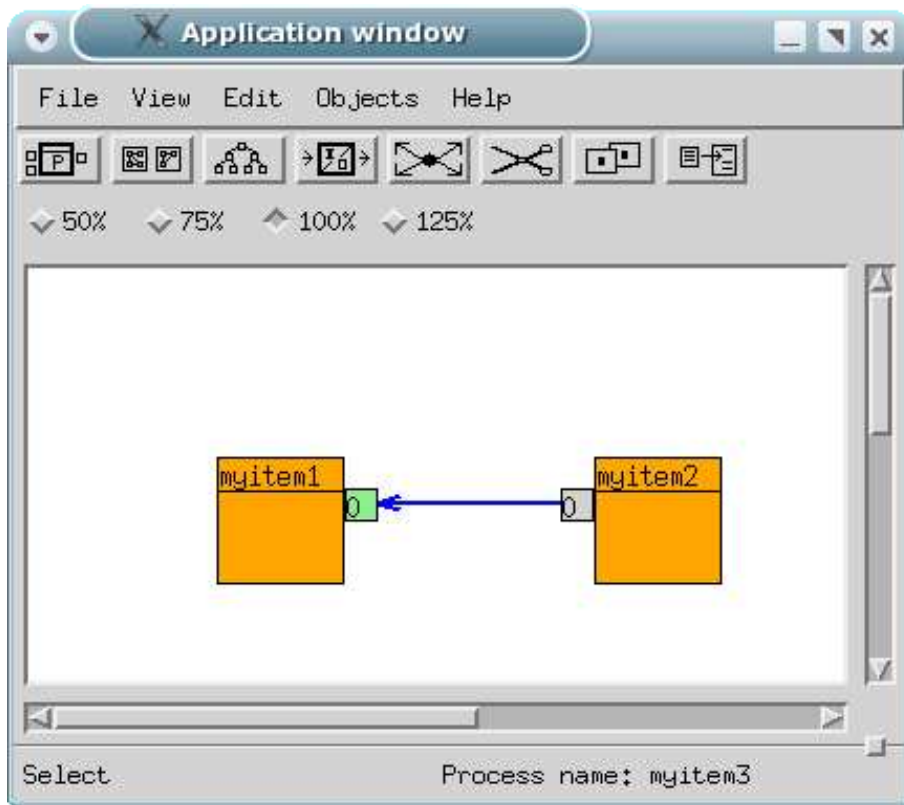 Application window
File View Edit Objects Help
P I/O
50% 75% 100% 125%
myitem1 myitem2
0 0
Select Process name: myitem3